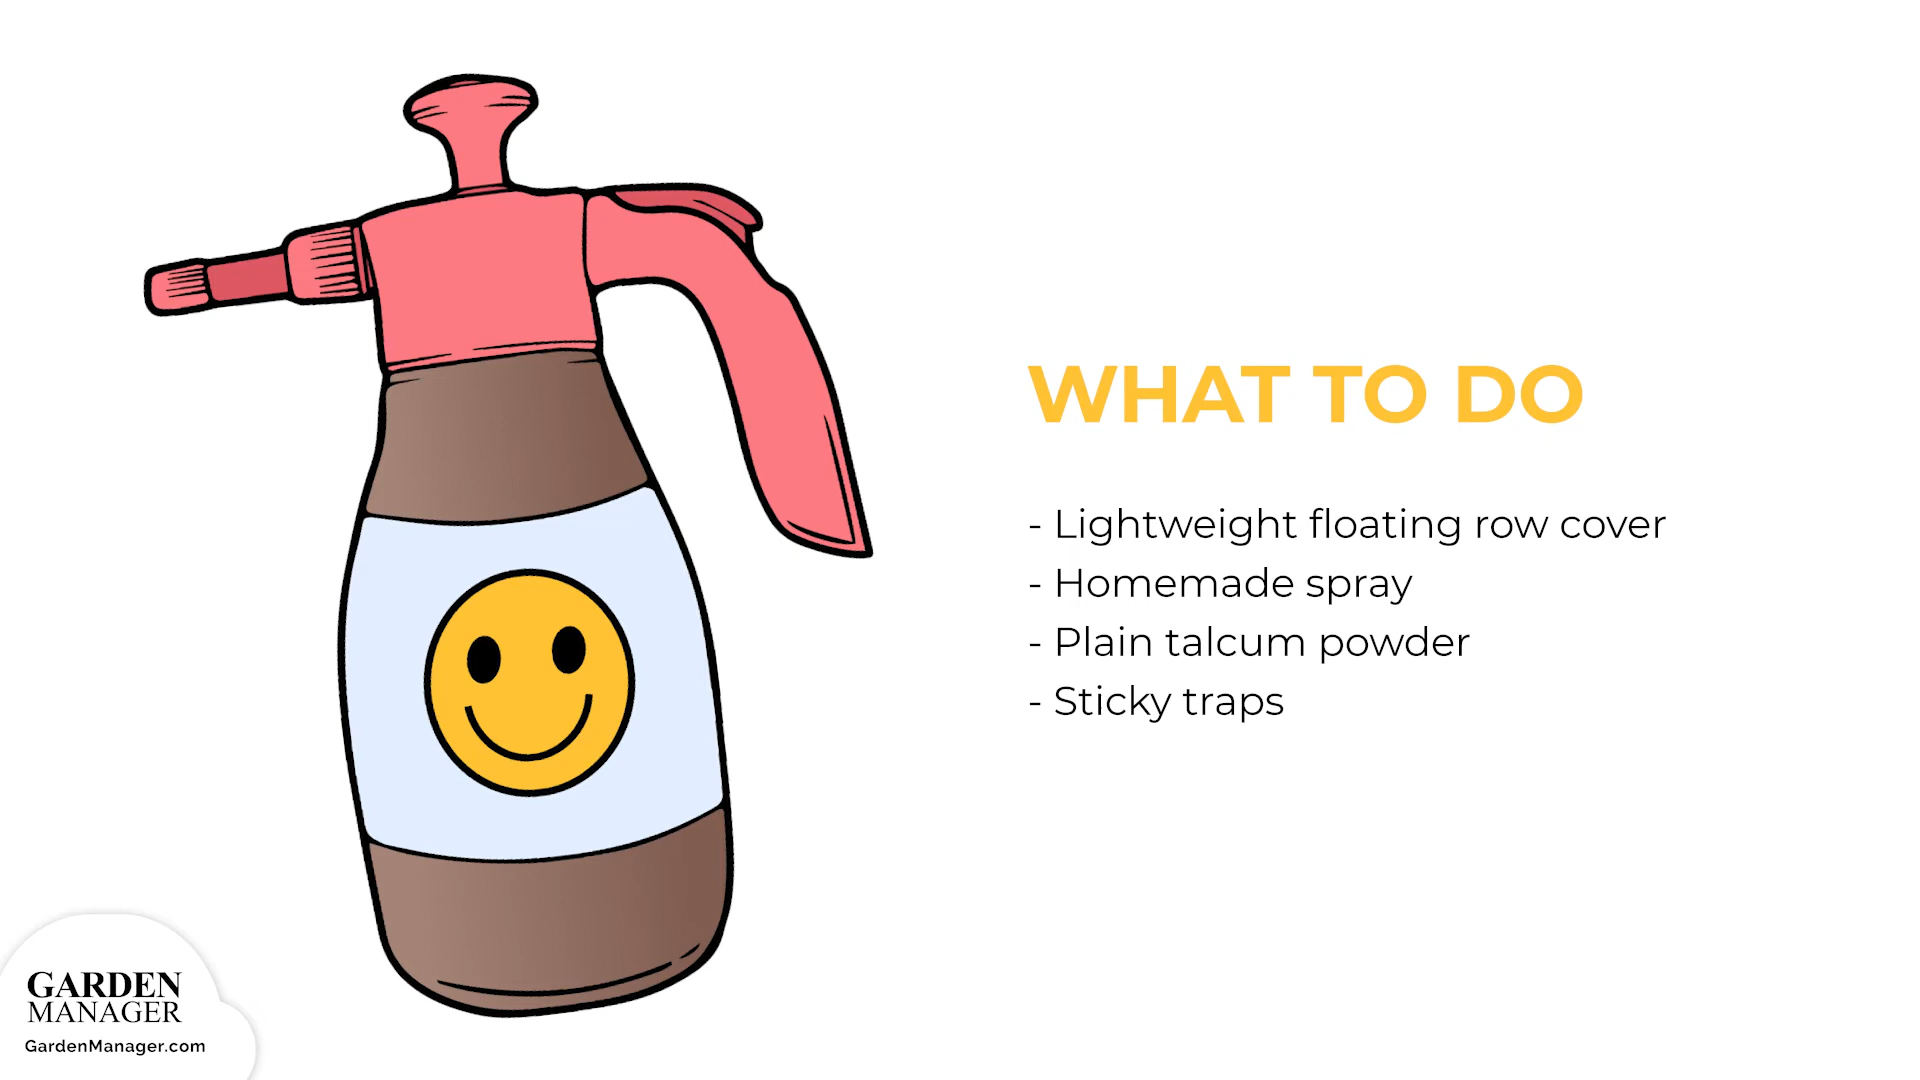 WHAT TO DO
- Lightweight floating row cover
- Homemade spray
- Plain talcum powder
- Sticky traps
GARDEN
MANAGER
GardenManager.com